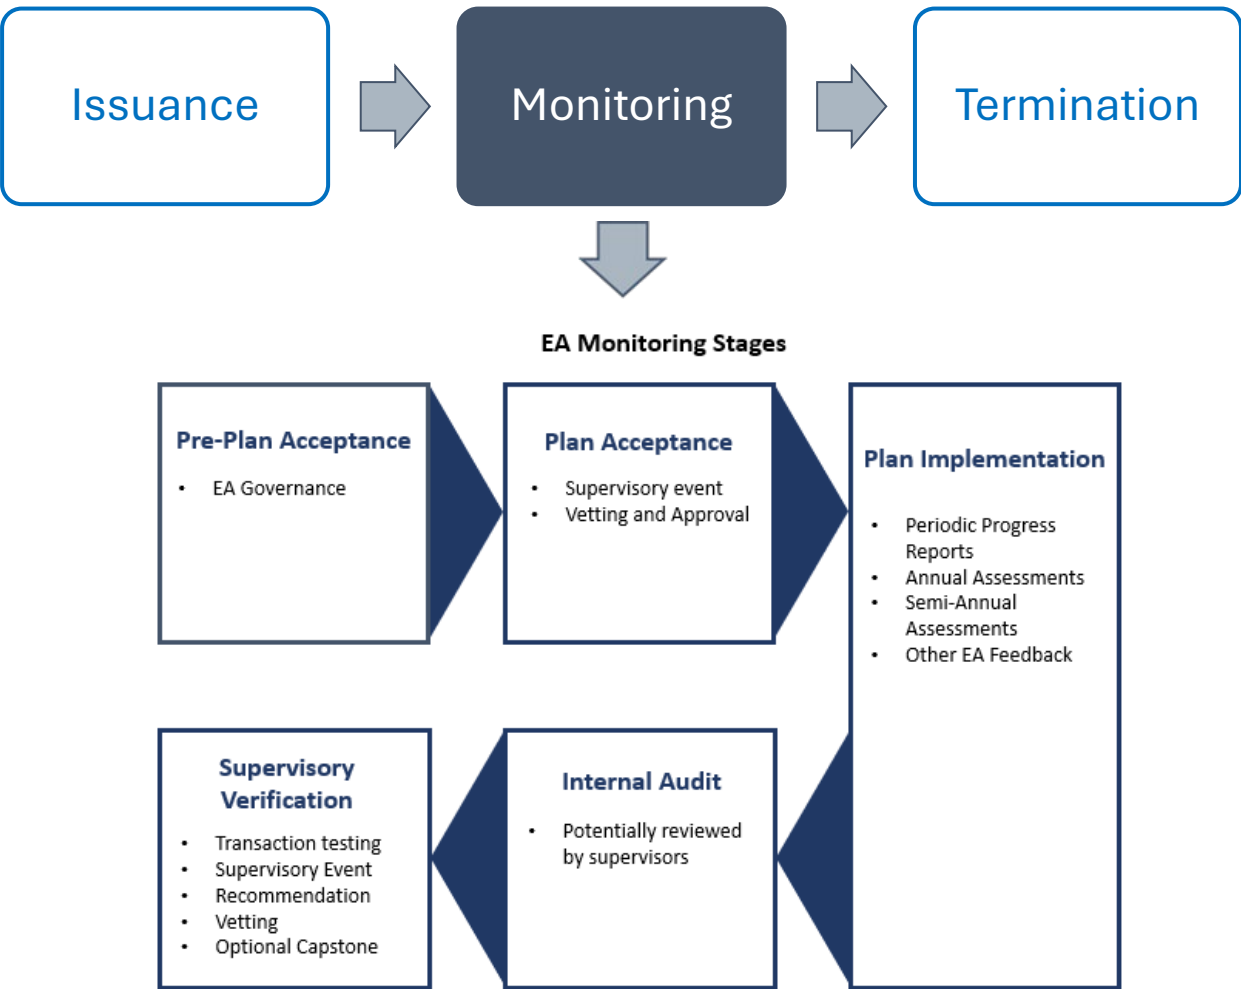 Issuance
Monitoring
Termination
EA Monitoring Stages
Pre-Plan Acceptance
• EA Governance
Plan Acceptance
• Supervisory event
• Vetting and Approval
Plan Implementation
• Periodic Progress
Reports
• Annual Assessments
• Semi-Annual
Assessments
• Other EA Feedback
Internal Audit
• Potentially reviewed
by supervisors
Supervisory
Verification
• Transaction testing
• Supervisory Event
• Recommendation
• Vetting
• Optional Capstone